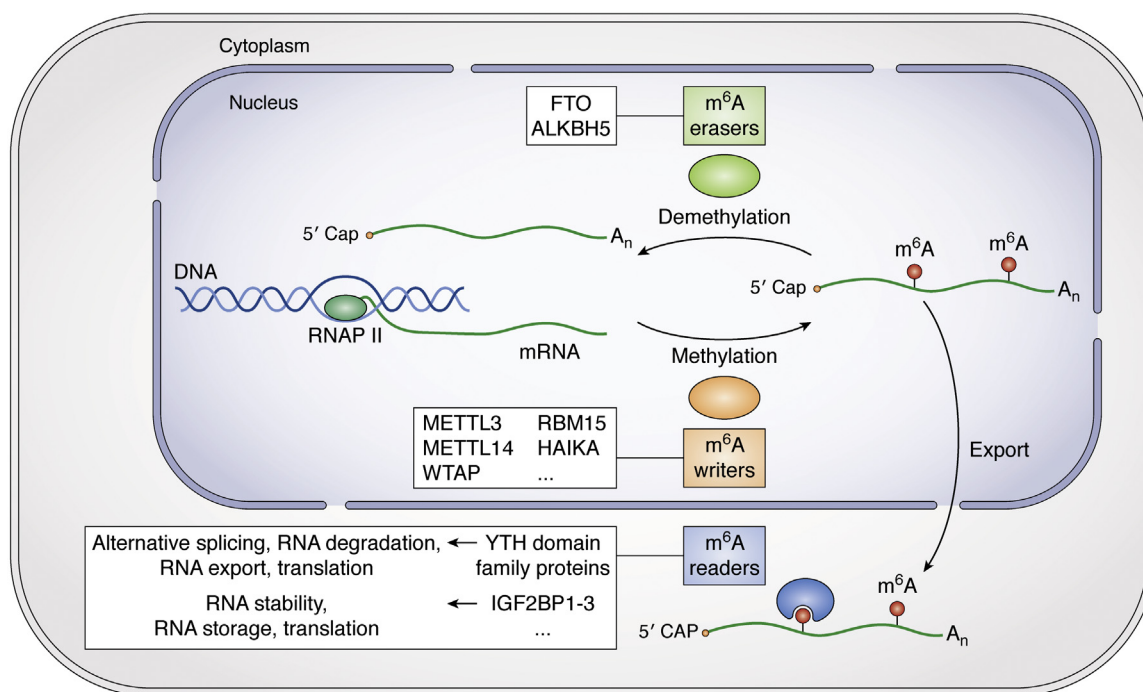 Cytoplasm
Nucleus
FTO
ALKBH5
m⁶A
erasers
Demethylation
5′ Cap
Aₙ
m⁶A
m⁶A
5′ Cap
Aₙ
DNA
RNAP II
mRNA
Methylation
METTL3 RBM15
METTL14 HAIKA
WTAP ...
m⁶A
writers
Export
Alternative splicing, RNA degradation, ← YTH domain
RNA export, translation family proteins
RNA stability, ← IGF2BP1-3
RNA storage, translation ...
m⁶A
readers
m⁶A
5′ CAP
Aₙ